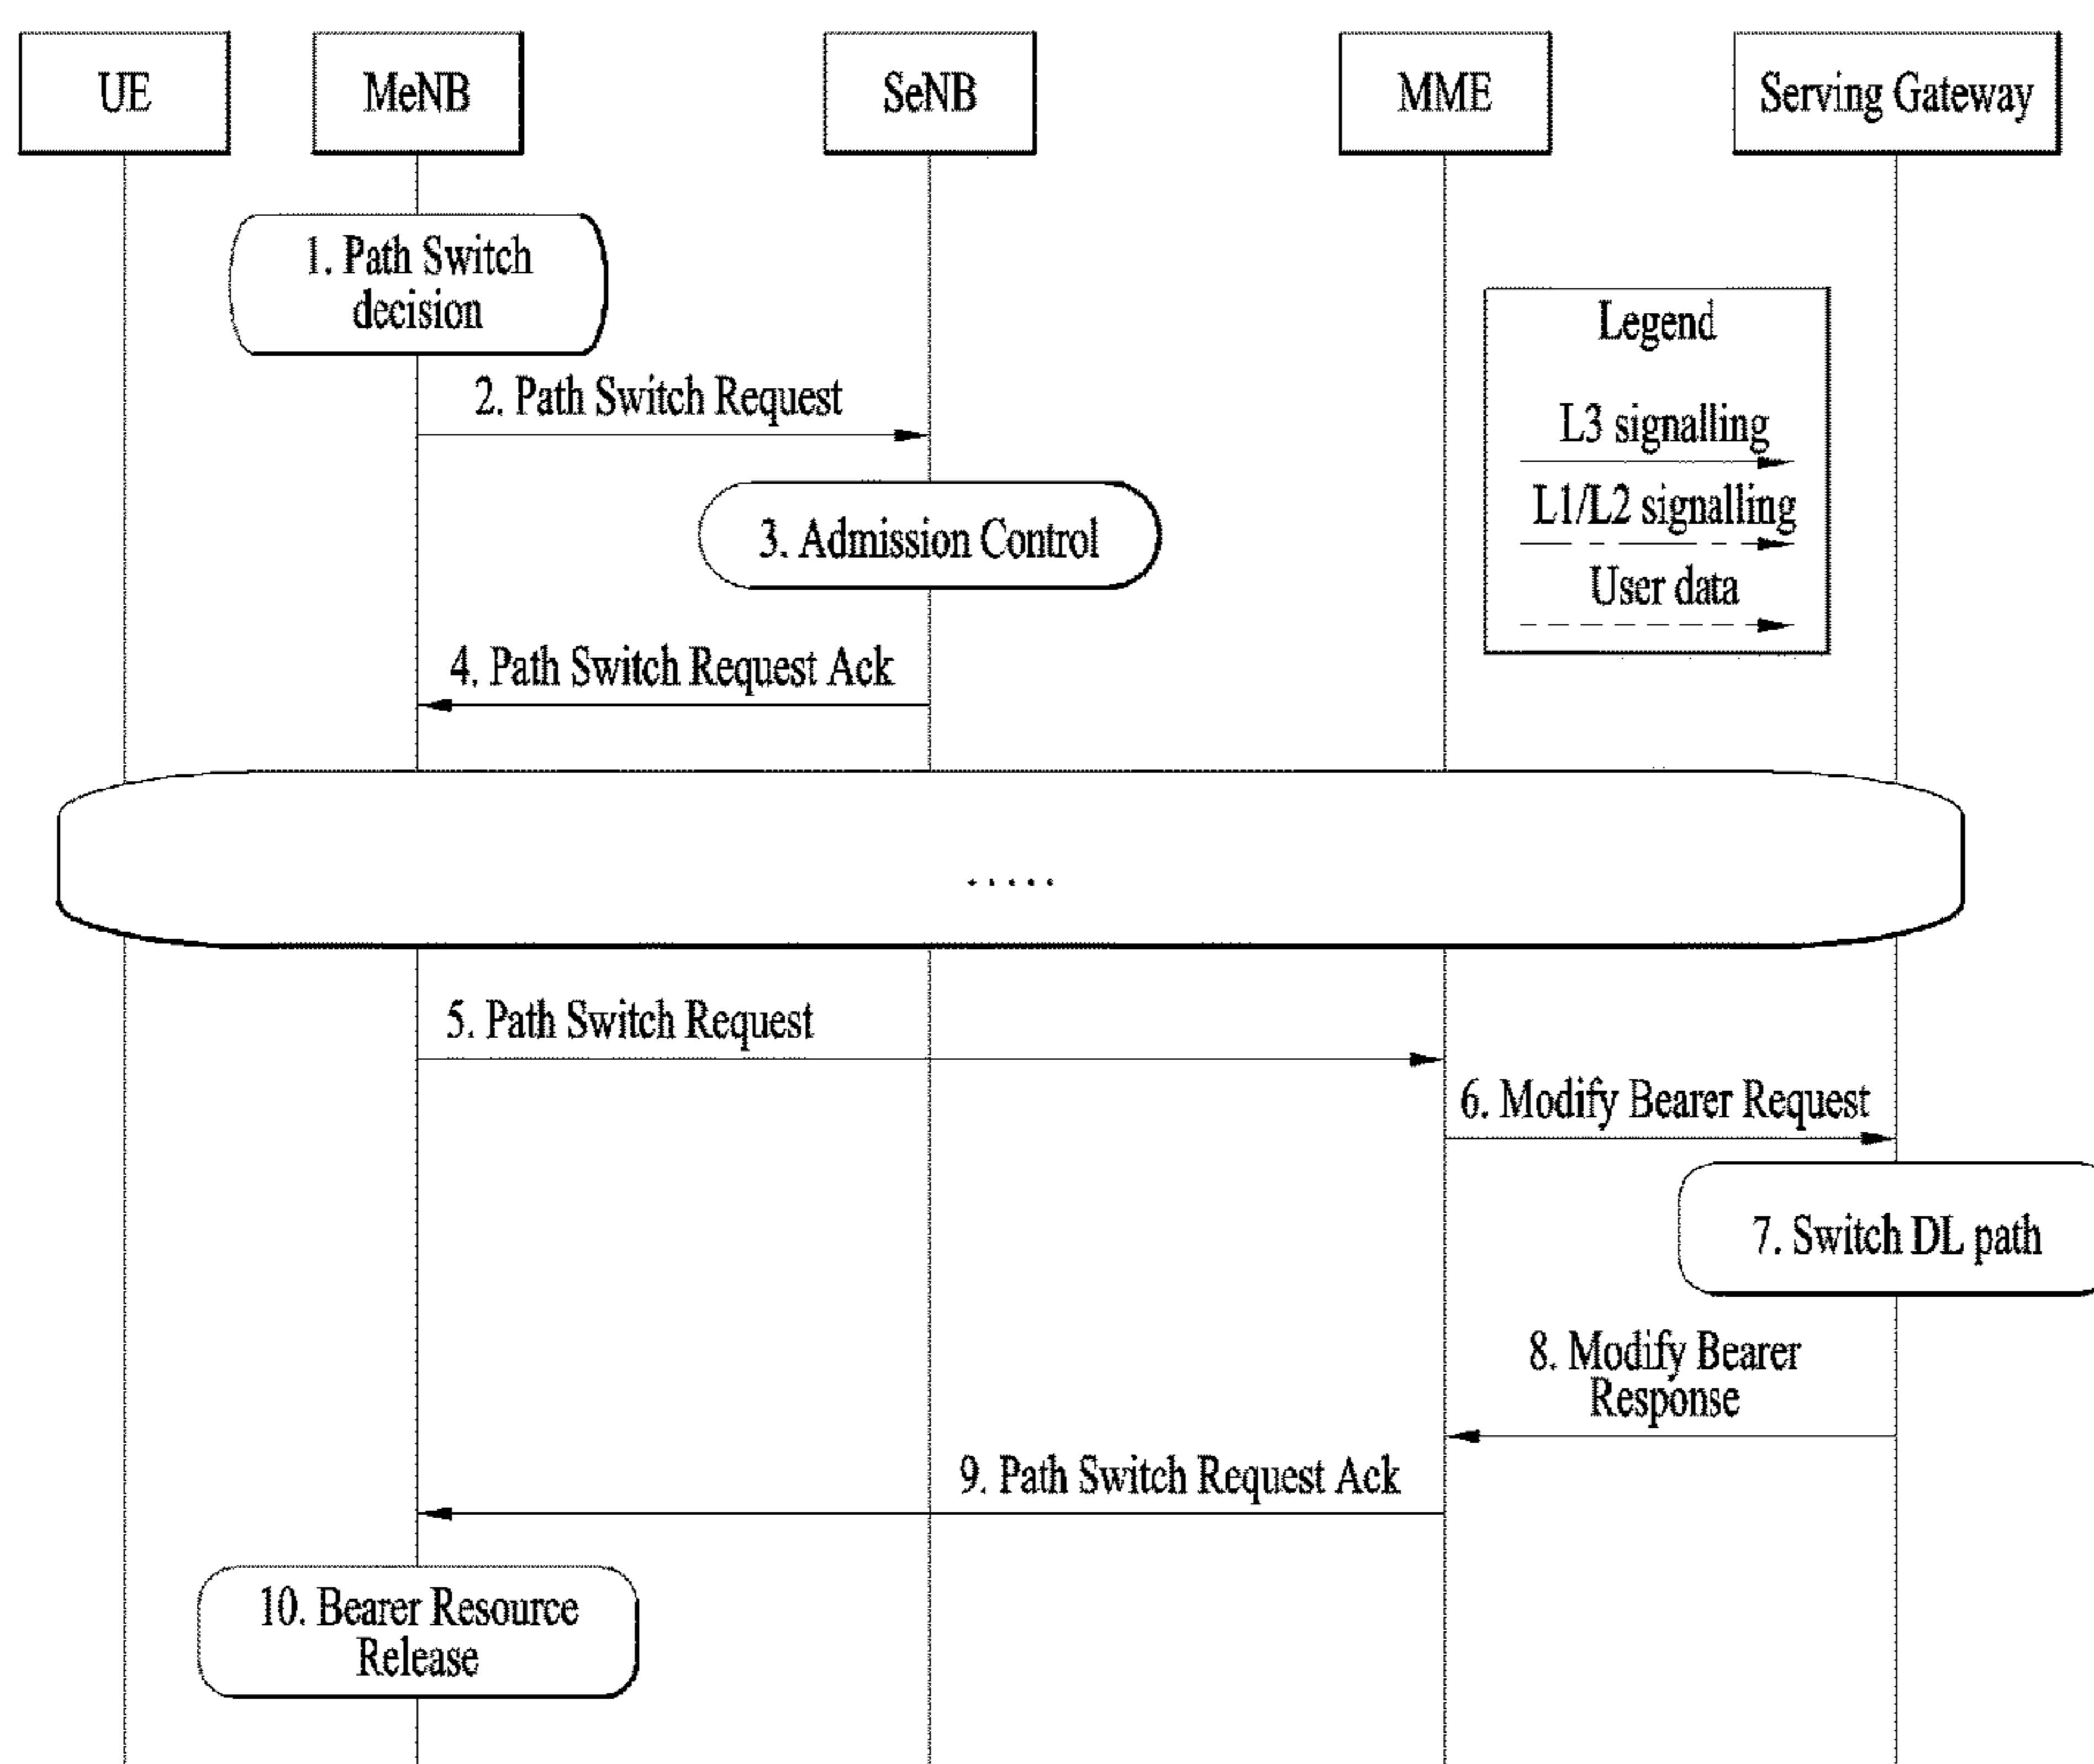 UE
MeNB
SeNB
MME
Serving Gateway
1. Path Switch
decision
2. Path Switch Request
3. Admission Control
4. Path Switch Request Ack
Legend
L3 signalling
L1/L2 signalling
User data
.....
5. Path Switch Request
6. Modify Bearer Request
7. Switch DL path
8. Modify Bearer
Response
9. Path Switch Request Ack
10. Bearer Resource
Release